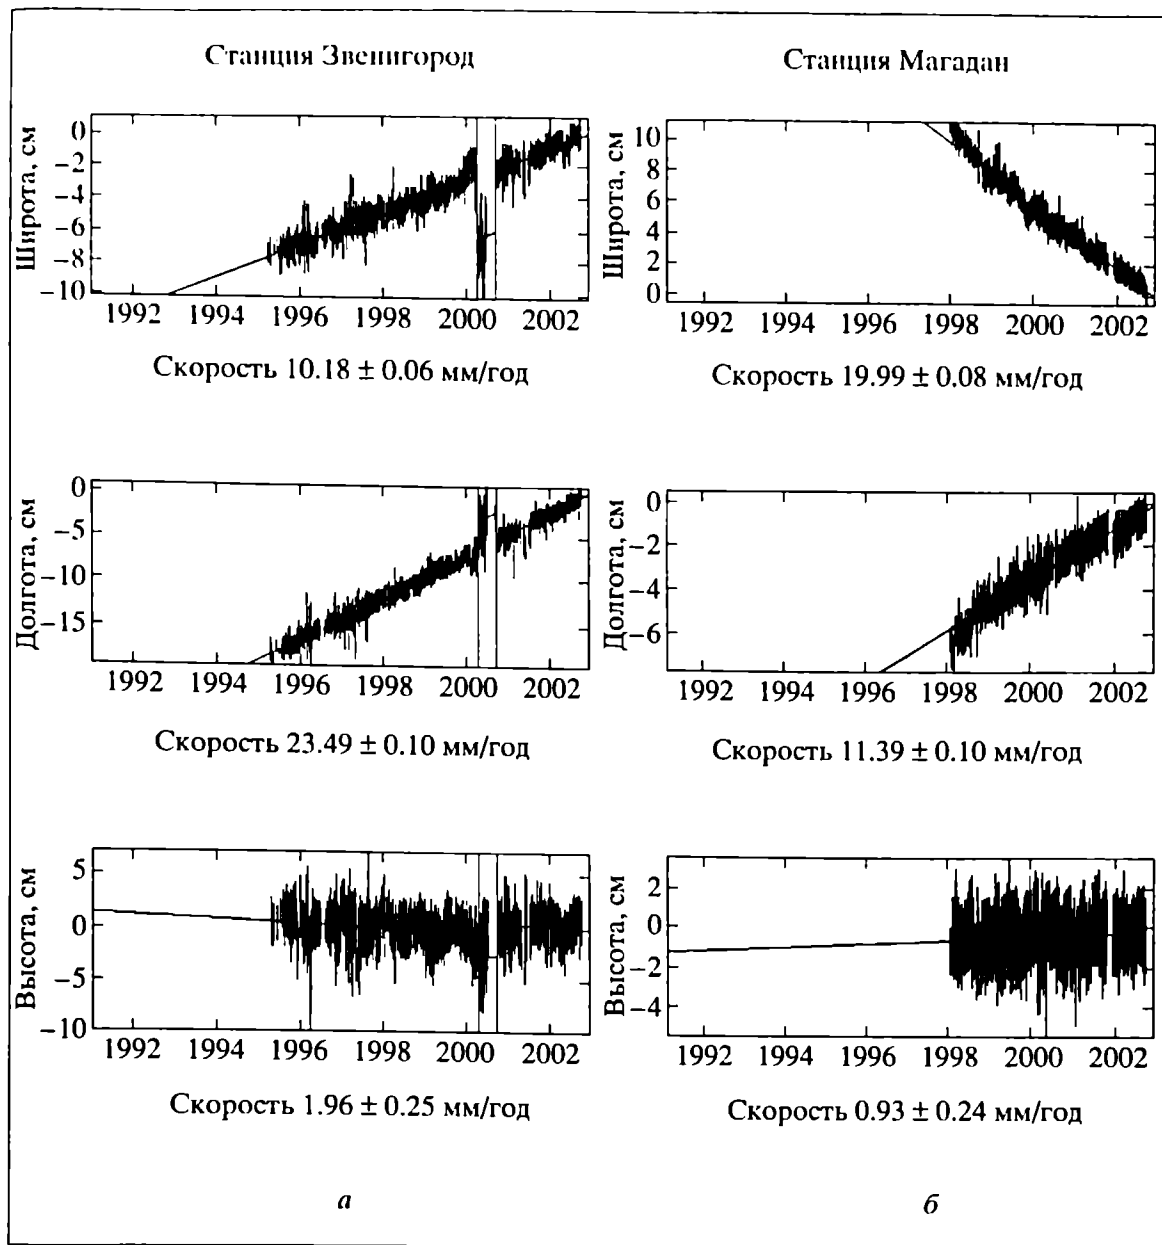 Станция Звенигород
Станция Магадан
Широта, см
0
−2
−4
−6
−8
−10
1992 1994 1996 1998 2000 2002
Скорость 10.18 ± 0.06 мм/год
Широта, см
10
8
6
4
2
0
1992 1994 1996 1998 2000 2002
Скорость 19.99 ± 0.08 мм/год
Долгота, см
0
−5
−10
−15
1992 1994 1996 1998 2000 2002
Скорость 23.49 ± 0.10 мм/год
Долгота, см
0
−2
−4
−6
1992 1994 1996 1998 2000 2002
Скорость 11.39 ± 0.10 мм/год
Высота, см
5
0
−5
−10
1992 1994 1996 1998 2000 2002
Скорость 1.96 ± 0.25 мм/год
Высота, см
2
0
−2
−4
1992 1994 1996 1998 2000 2002
Скорость 0.93 ± 0.24 мм/год
а
б